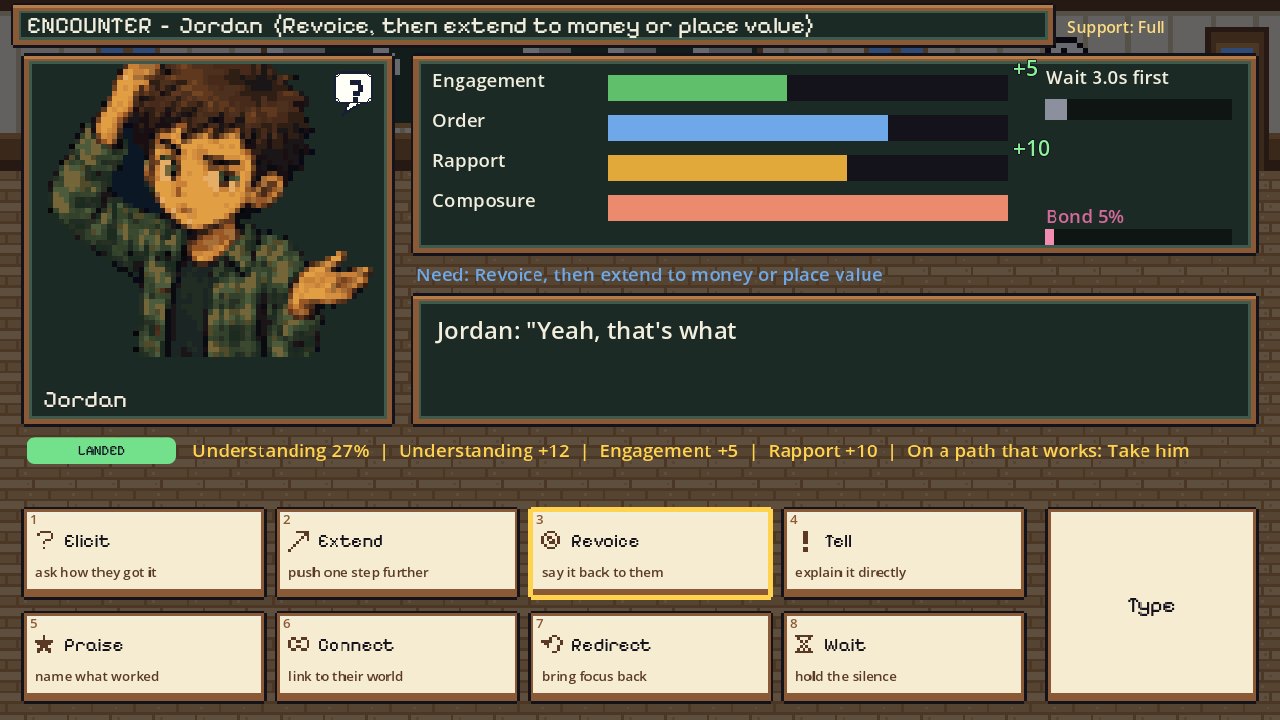 ENCOUNTER - Jordan (Revoice, then extend to money or place value)
Support: Full
Engagement
+5
Wait 3.0s first
Order
Rapport
+10
Composure
Bond 5%
Need: Revoice, then extend to money or place value
Jordan: "Yeah, that's what
?
Jordan
LANDED
Understanding 27% | Understanding +12 | Engagement +5 | Rapport +10 | On a path that works: Take him
1
? Elicit
ask how they got it
2
Extend
push one step further
3
Revoice
say it back to them
4
! Tell
explain it directly
Type
5
Praise
name what worked
6
Connect
link to their world
7
Redirect
bring focus back
8
Wait
hold the silence